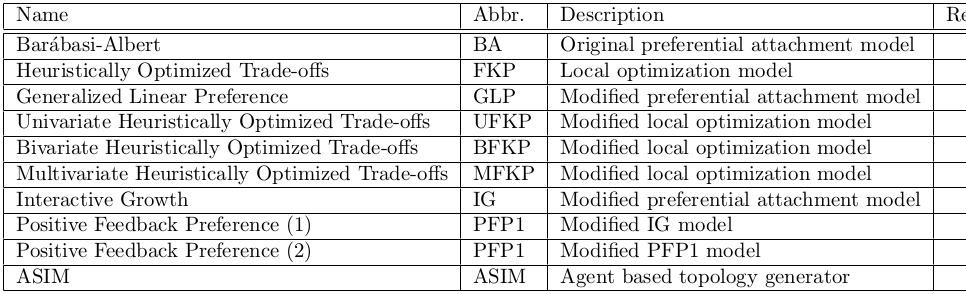 Name Abbr. Description Re
Barábasi-Albert BA Original preferential attachment model
Heuristically Optimized Trade-offs FKP Local optimization model
Generalized Linear Preference GLP Modified preferential attachment model
Univariate Heuristically Optimized Trade-offs UFKP Modified local optimization model
Bivariate Heuristically Optimized Trade-offs BFKP Modified local optimization model
Multivariate Heuristically Optimized Trade-offs MFKP Modified local optimization model
Interactive Growth IG Modified preferential attachment model
Positive Feedback Preference (1) PFP1 Modified IG model
Positive Feedback Preference (2) PFP1 Modified PFP1 model
ASIM ASIM Agent based topology generator